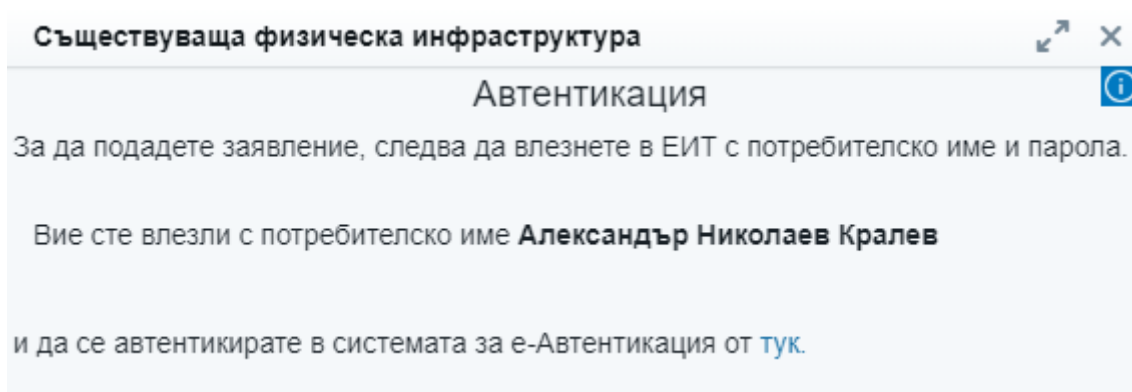 Съществуваща физическа инфраструктура
Автентикация
За да подадете заявление, следва да влезнете в ЕИТ с потребителско име и парола.
Вие сте влезли с потребителско име Александър Николаев Кралев
и да се автентикирате в системата за е-Автентикация от тук.